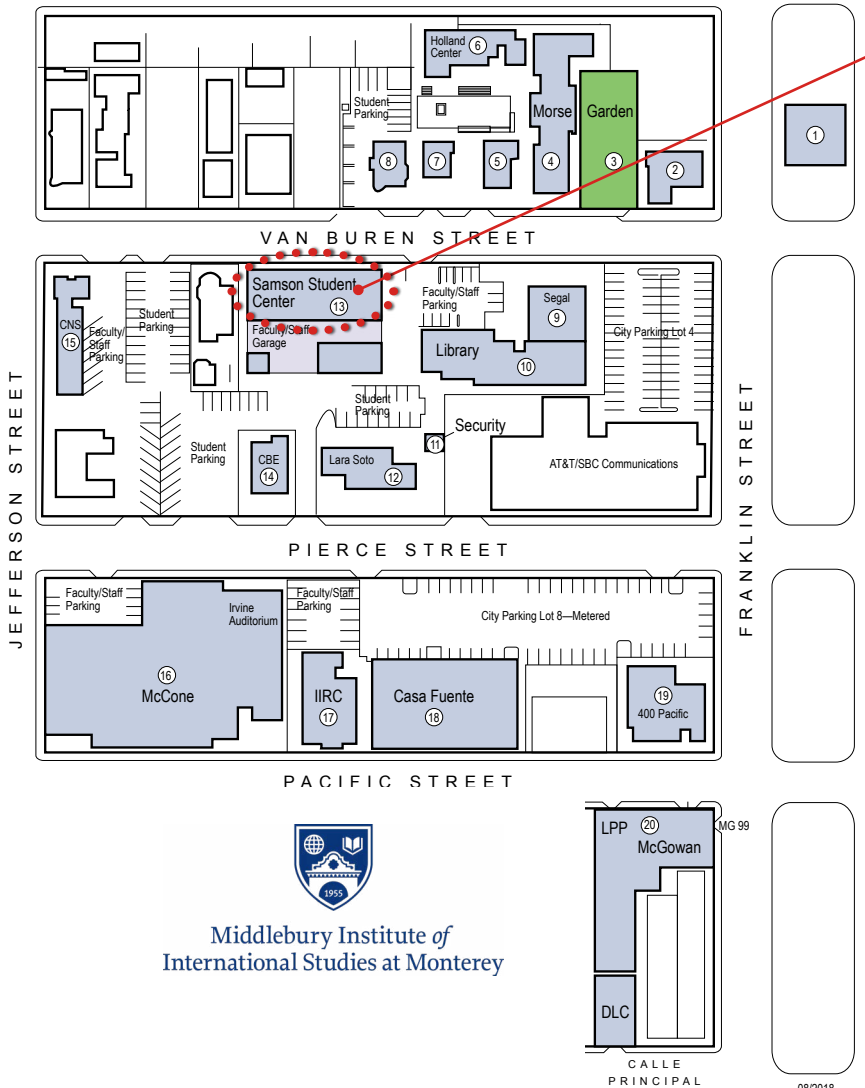 Holland
Center
6
Student
Parking
Morse
Garden
1
8
7
5
4
3
2
VAN BUREN STREET
Samson Student
Center
13
Faculty/Staff
Garage
CNS
15
Faculty/
Staff
Parking
Student
Parking
Faculty/Staff
Parking
Segal
9
Library
10
City Parking Lot 4
Student
Parking
Security
11
Student
Parking
CBE
14
Lara Soto
12
AT&T/SBC Communications
JEFFERSON STREET
FRANKLIN STREET
PIERCE STREET
Faculty/Staff
Parking
Irvine
Auditorium
Faculty/Staff
Parking
City Parking Lot 8—Metered
16
McCone
IIRC
17
Casa Fuente
18
19
400 Pacific
PACIFIC STREET
LPP
20
McGowan
MG 99
DLC
CALLE
PRINCIPAL
1955
Middlebury Institute of
International Studies at Monterey
08/2018